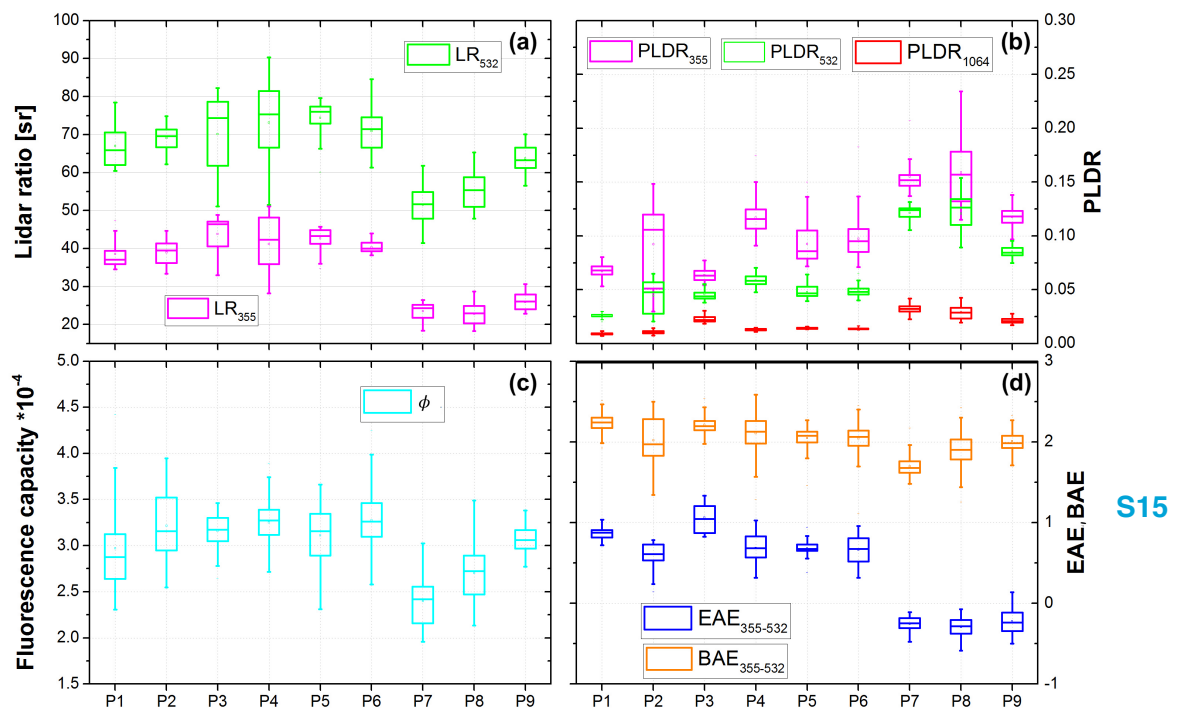 (a)
LR532
LR355
Lidar ratio [sr]
100
90
80
70
60
50
40
30
20
(b)
PLDR355
PLDR532
PLDR1064
0.30
0.25
0.20
0.15
0.10
0.05
0.00
PLDR
(c)
ϕ
Fluorescence capacity *10-4
5.0
4.5
4.0
3.5
3.0
2.5
2.0
1.5
P1 P2 P3 P4 P5 P6 P7 P8 P9
(d)
EAE355-532
BAE355-532
3
2
1
0
-1
EAE, BAE
P1 P2 P3 P4 P5 P6 P7 P8 P9
S15